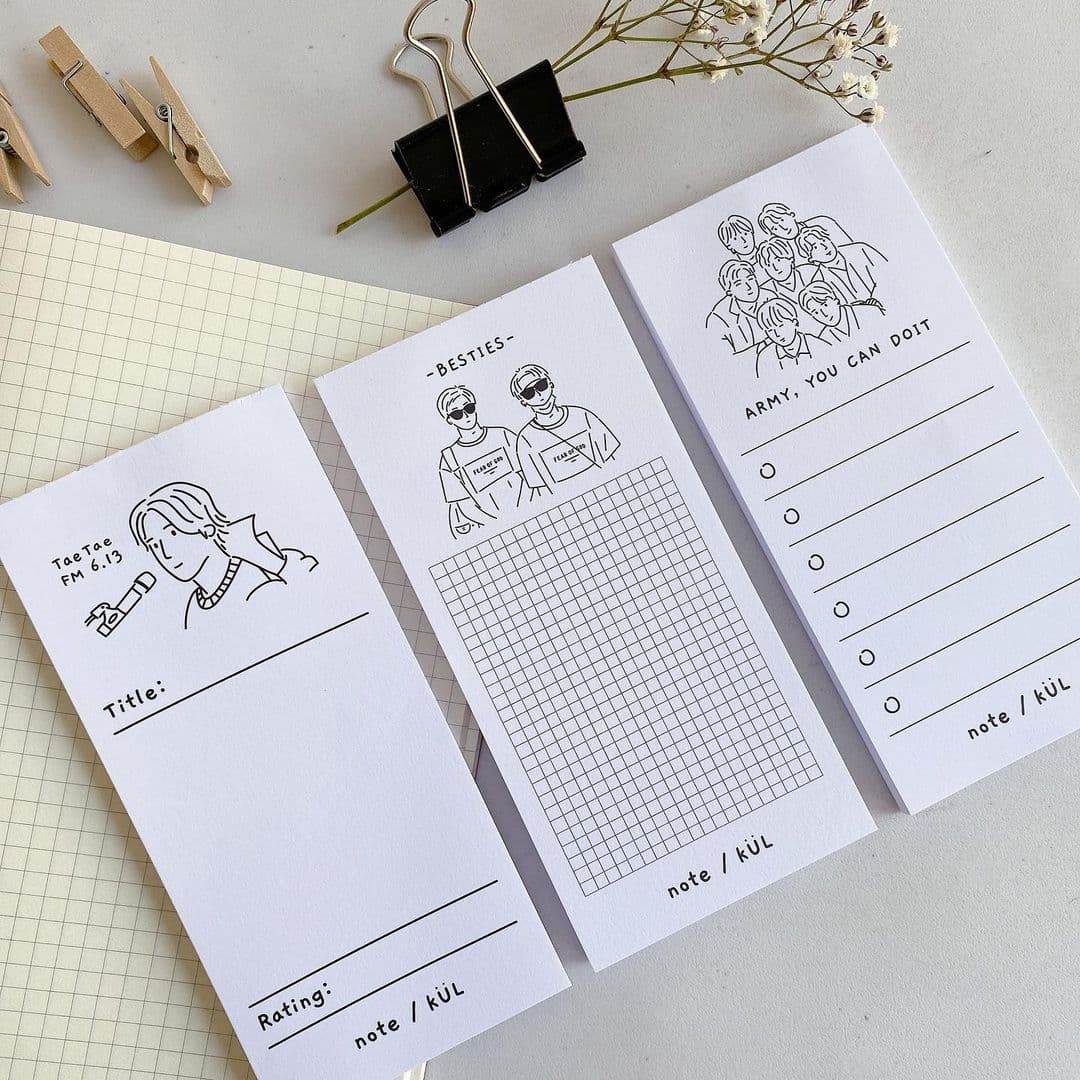 TaeTae
FM 6.13
Title:
Rating:
note / KÜL
-BESTIES-
FEAR OF GOD
FEAR OF GOD
note / KÜL
ARMY, YOU CAN DOIT
note / KÜL